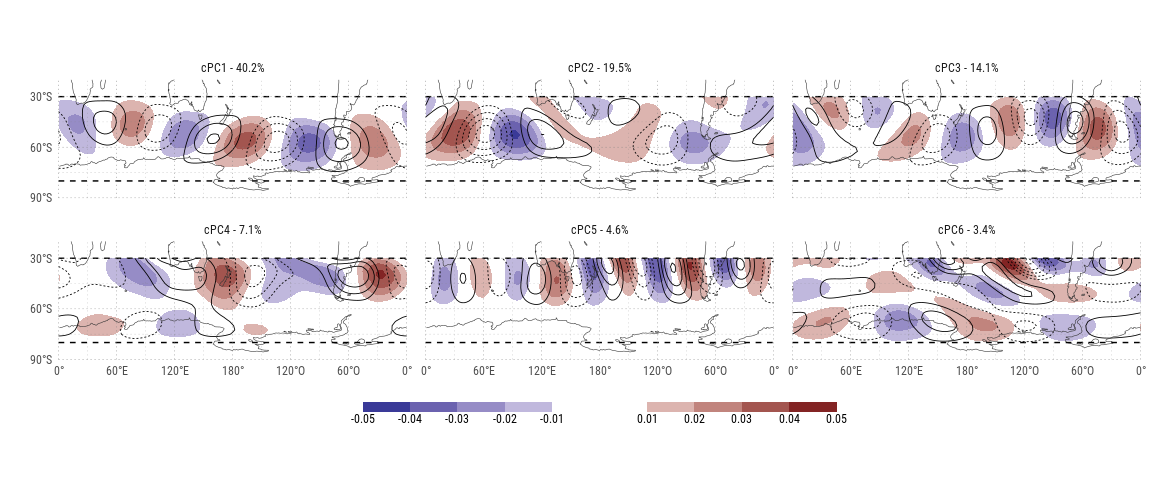 cPC1 - 40.2%
cPC2 - 19.5%
cPC3 - 14.1%
30°S
60°S
90°S
cPC4 - 7.1%
cPC5 - 4.6%
cPC6 - 3.4%
30°S
60°S
90°S
0° 60°E 120°E 180° 120°O 60°O 0° 60°E 120°E 180° 120°O 60°O 0° 60°E 120°E 180° 120°O 60°O 0°
-0.05 -0.04 -0.03 -0.02 -0.01 0.01 0.02 0.03 0.04 0.05